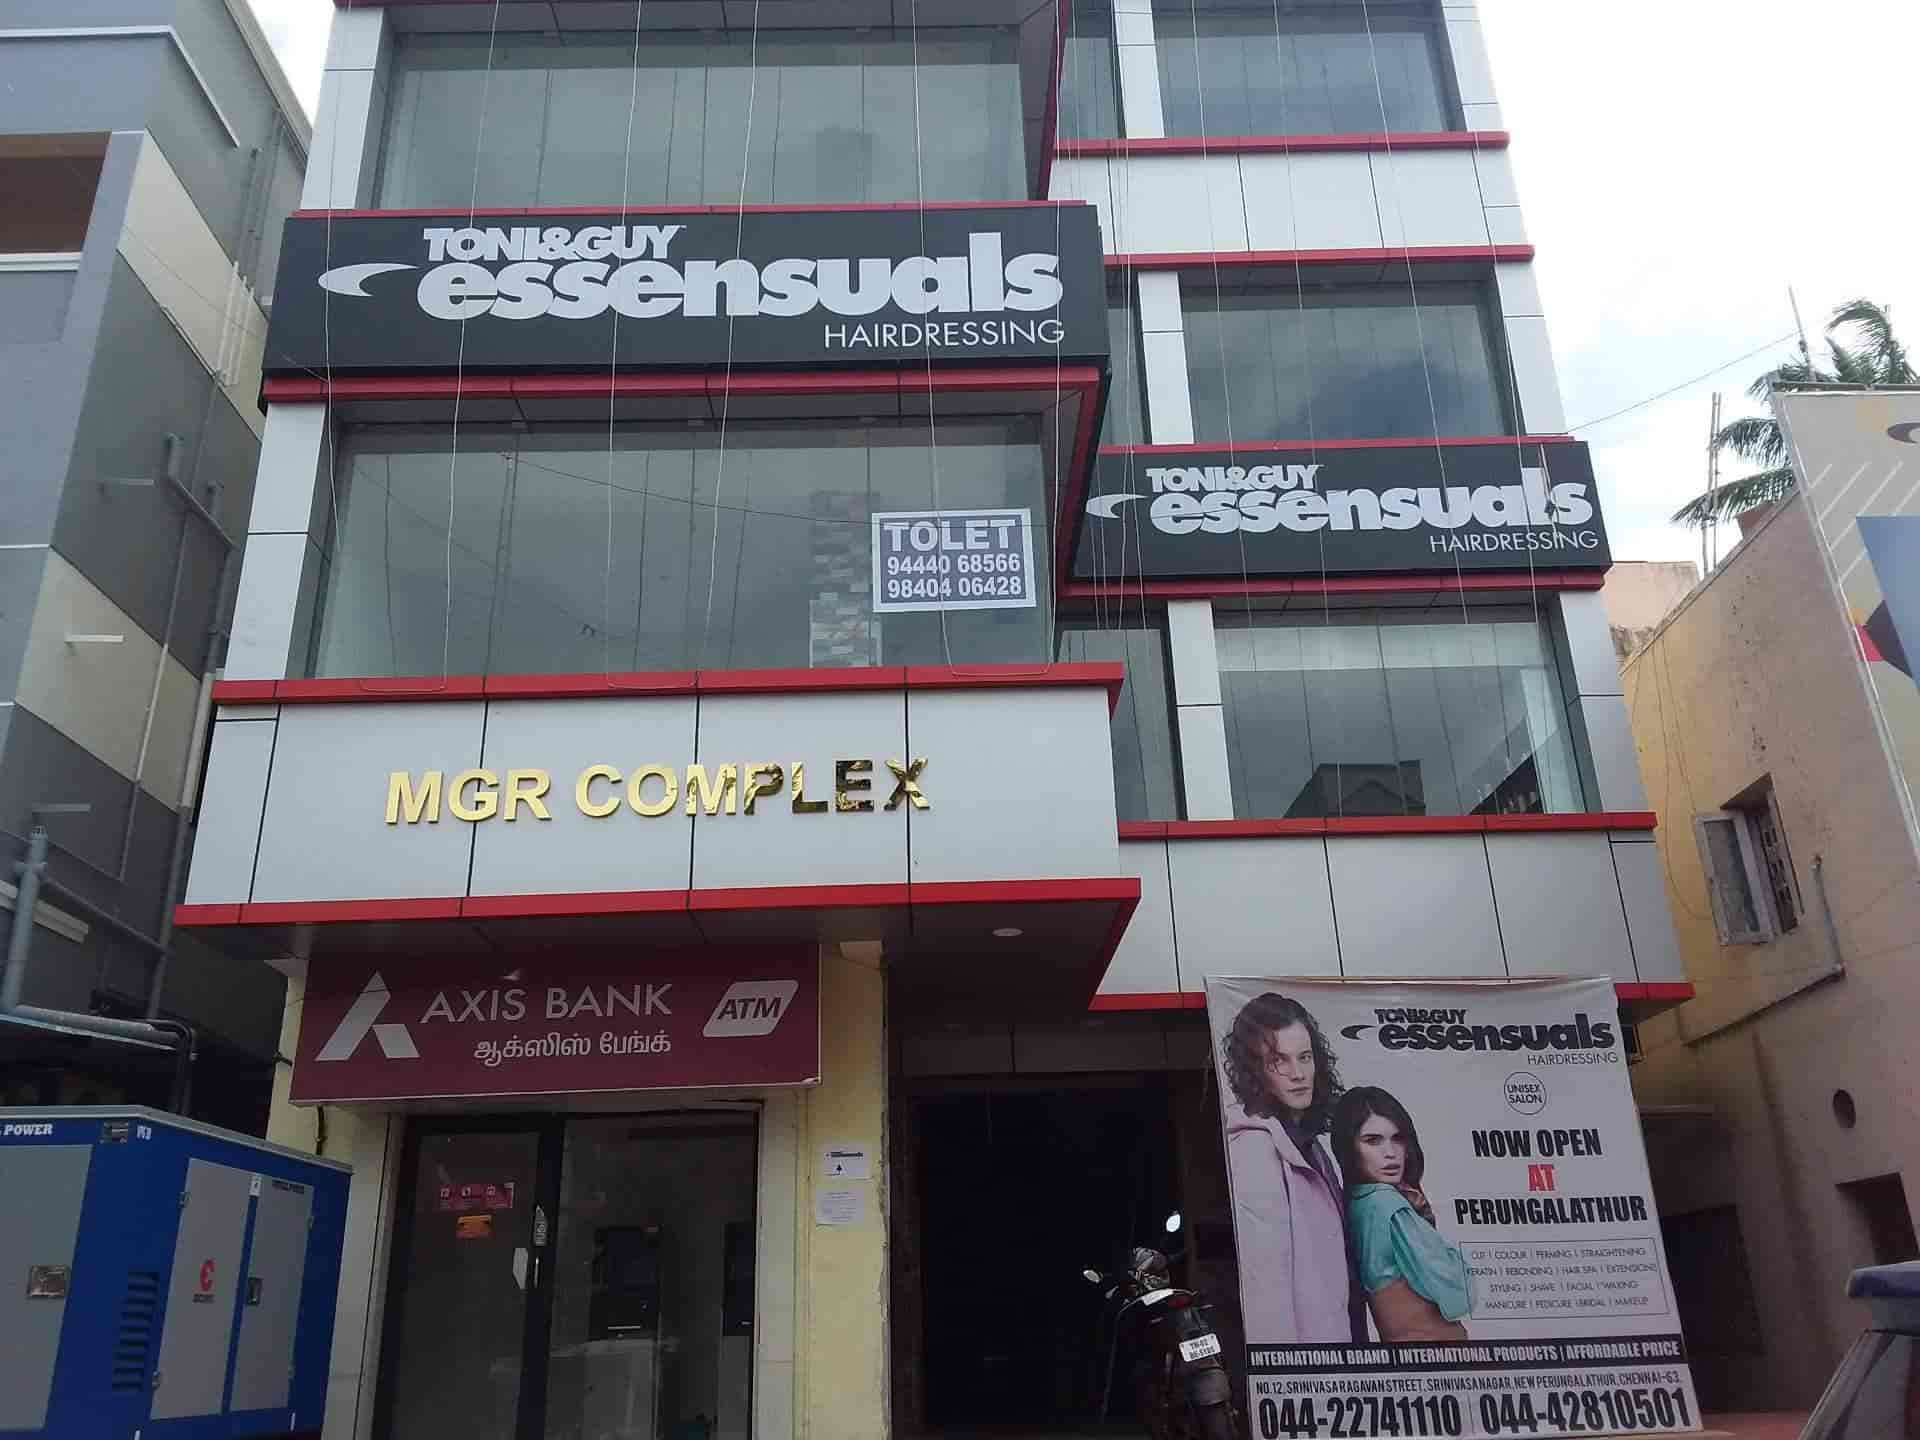 TONI&GUY
essensuals
HAIRDRESSING
TONI&GUY
essensuals
HAIRDRESSING
TOLET
94440 68566
98404 06428
MGR COMPLEX
AXIS BANK
ஆக்ஸிஸ் பேங்க்
ATM
POWER
essensuals
TONI&GUY
essensuals
HAIRDRESSING
UNISEX
SALON
NOW OPEN
AT
PERUNGALATHUR
CUT | COLOUR | PERMING | STRAIGHTENING
KERATIN | REBONDING | HAIR SPA | EXTENSIONS
STYLING | SHAVE | FACIAL | WAXING
MANICURE | PEDICURE | BRIDAL | MAKEUP
INTERNATIONAL BRAND | INTERNATIONAL PRODUCTS | AFFORDABLE PRICE
NO.12, SRINIVASA RAGAVAN STREET, SRINIVASA NAGAR, NEW PERUNGALATHUR, CHENNAI-63.
044-22741110 | 044-42810501